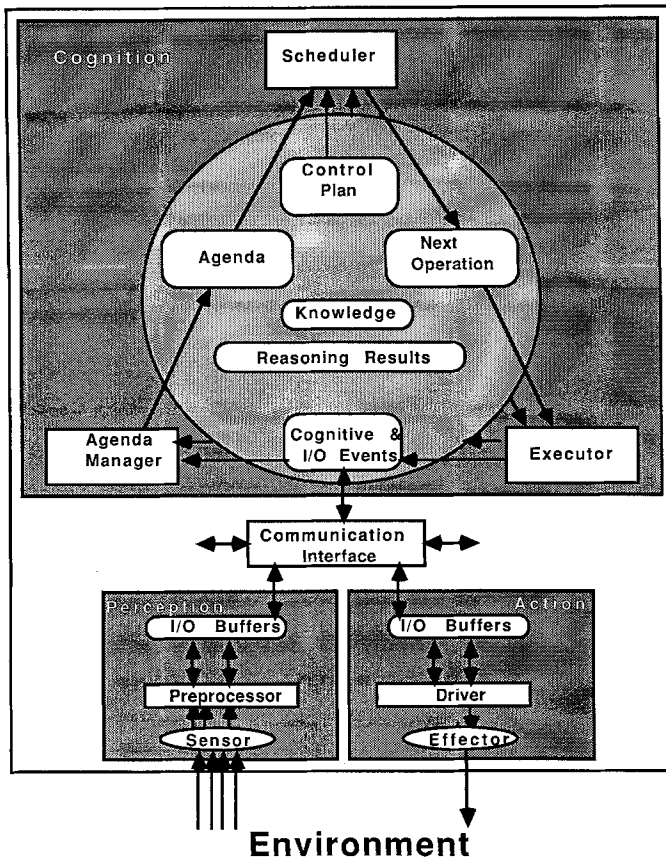 Cognition
Scheduler
Control
Plan
Agenda
Next
Operation
Knowledge
Reasoning Results
Agenda
Manager
Cognitive &
I/O Events
Executor
Communication
Interface
Perception
I/O Buffers
Preprocessor
Sensor
Action
I/O Buffers
Driver
Effector
Environment